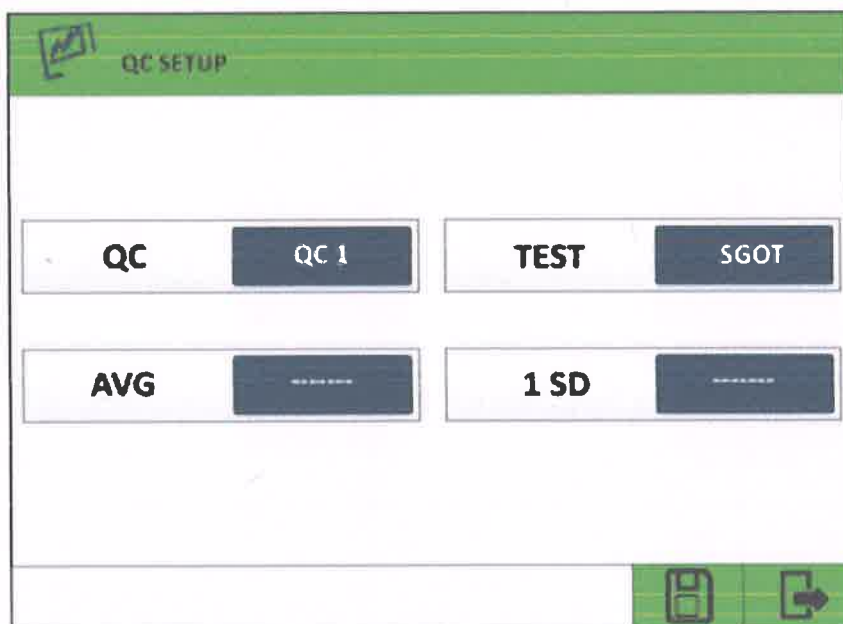 QC SETUP
QC QC 1 TEST SGOT
AVG ------- 1 SD -------